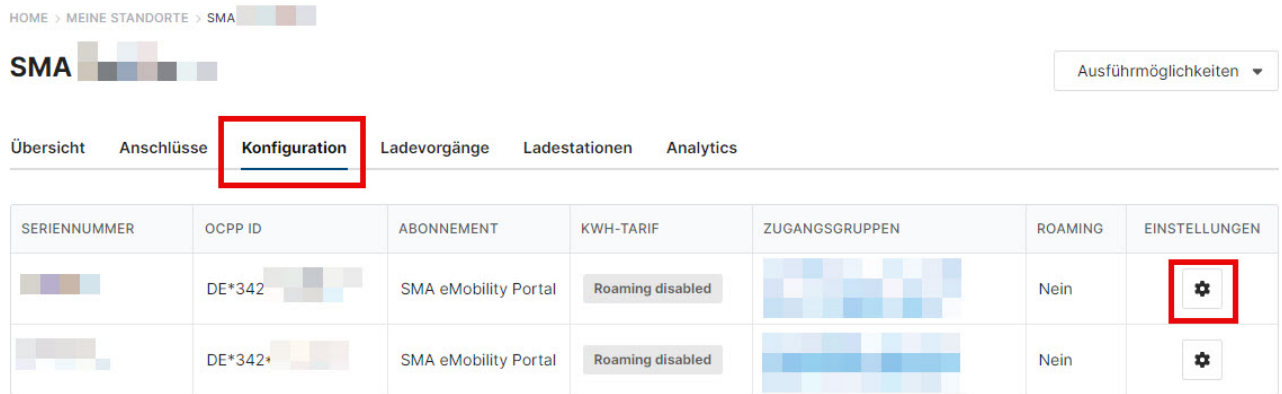 HOME > MEINE STANDORTE > SMA
SMA
Ausführmöglichkeiten
Übersicht Anschlüsse Konfiguration Ladevorgänge Ladestationen Analytics
SERIENNUMMER OCPP ID ABONNEMENT KWH-TARIF ZUGANGSGRUPPEN ROAMING EINSTELLUNGEN
DE*342 SMA eMobility Portal Roaming disabled Nein
DE*342* SMA eMobility Portal Roaming disabled Nein